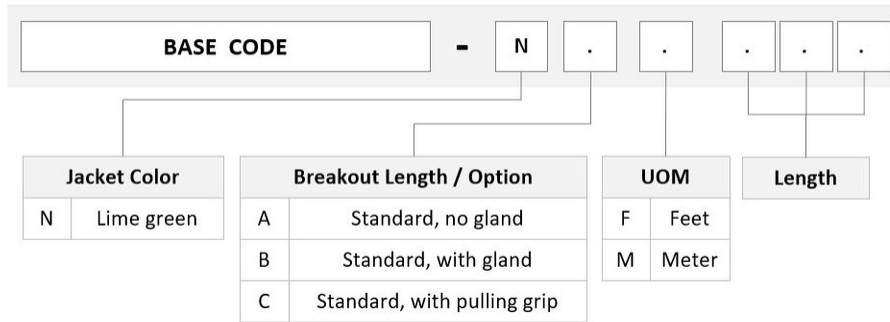 BASE CODE - N . . . . .
Jacket Color Breakout Length / Option UOM Length
N Lime green A Standard, no gland F Feet
B Standard, with gland M Meter
C Standard, with pulling grip